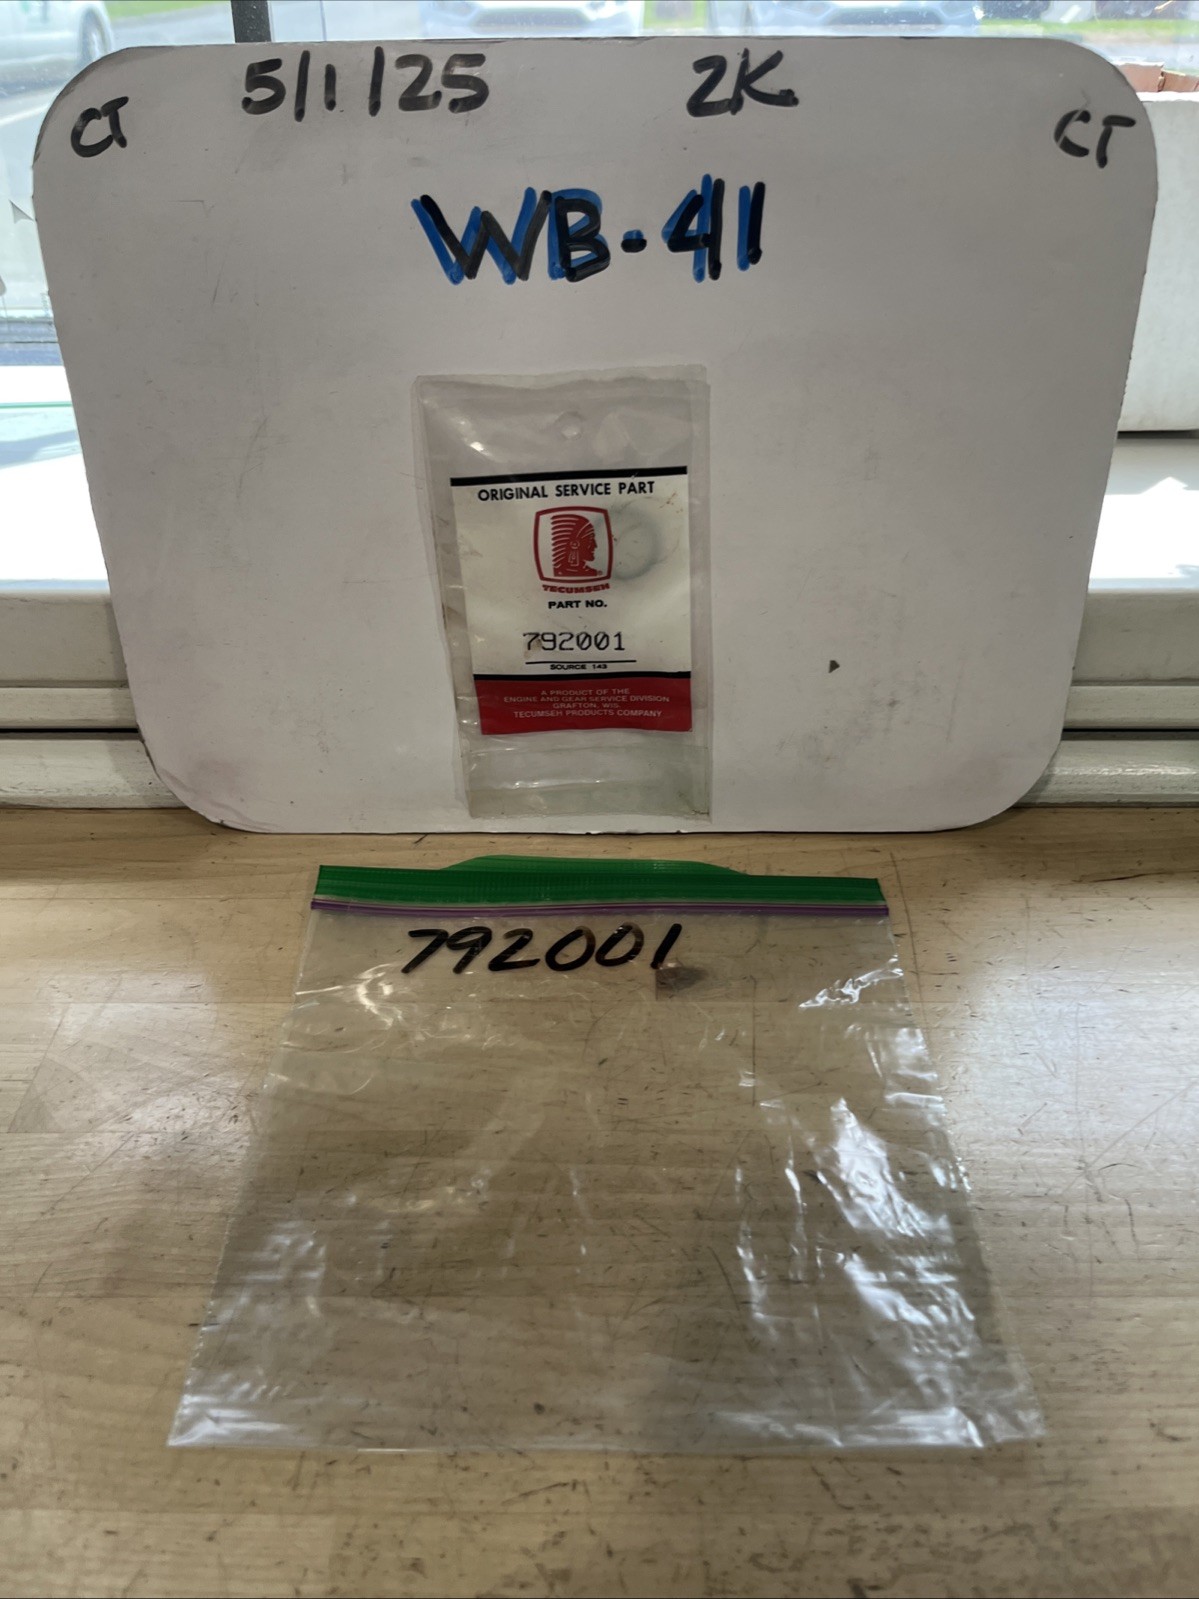 5/1/25 2K
CT CT
WB-41
ORIGINAL SERVICE PART
TECUMSEH
PART NO.
792001
SOURCE 143
A PRODUCT OF THE
ENGINE AND GEAR SERVICE DIVISION
GRAFTON, WIS.
TECUMSEH PRODUCTS COMPANY
792001